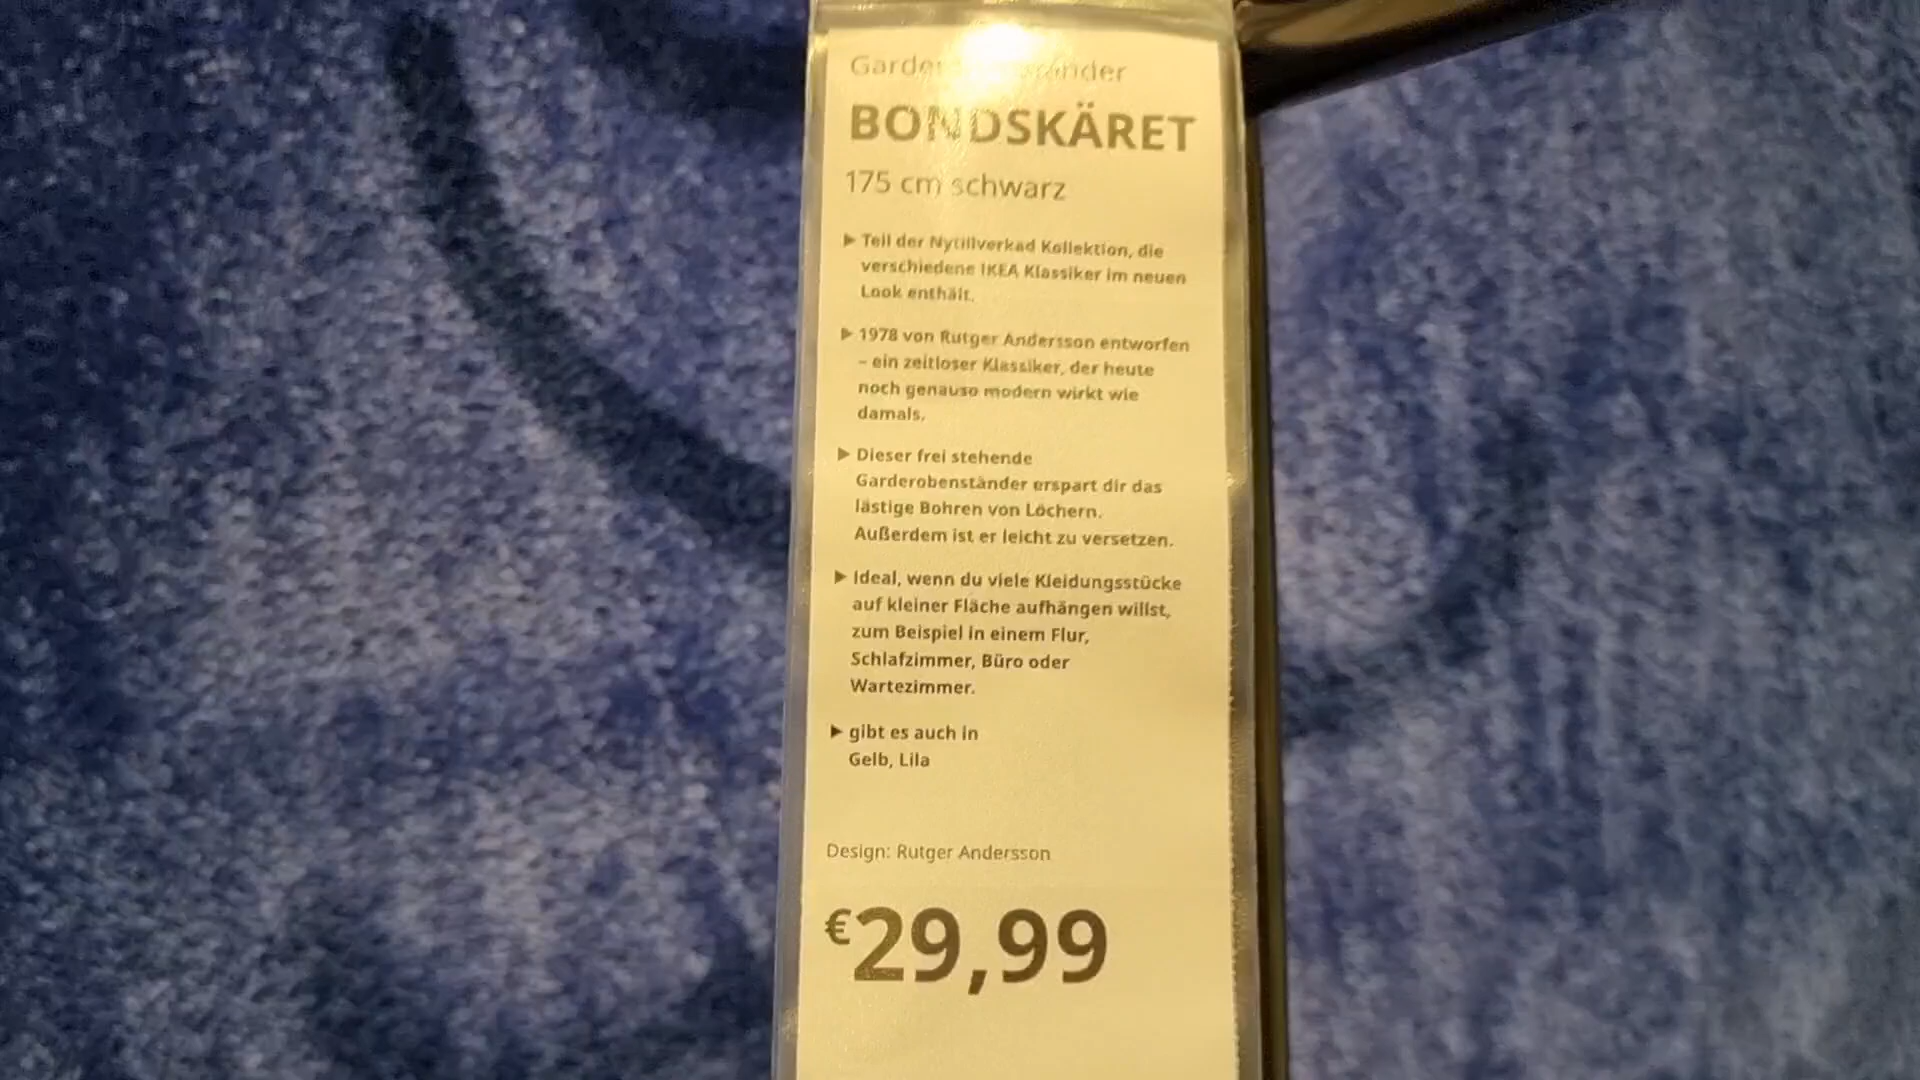 BONDSKÄRET
175 cm schwarz
▶ Teil der Nytillverkad Kollektion, die
verschiedene IKEA Klassiker im neuen
Look enthält.
▶ 1978 von Rutger Andersson entworfen
– ein zeitloser Klassiker, der heute
noch genauso modern wirkt wie
damals.
▶ Dieser frei stehende
Garderobenständer erspart dir das
lästige Bohren von Löchern.
Außerdem ist er leicht zu versetzen.
▶ Ideal, wenn du viele Kleidungsstücke
auf kleiner Fläche aufhängen willst,
zum Beispiel in einem Flur,
Schlafzimmer, Büro oder
Wartezimmer.
▶ gibt es auch in
Gelb, Lila
Design: Rutger Andersson
€29,99